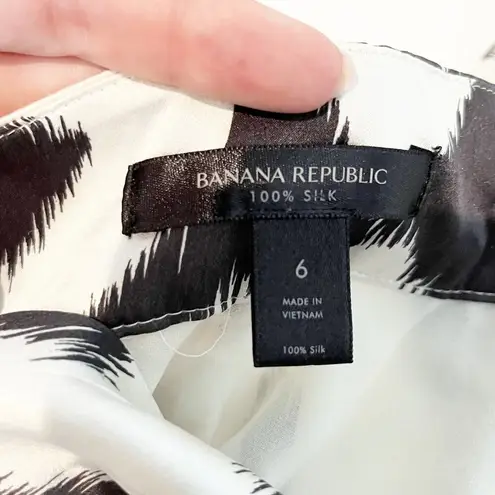 BANANA REPUBLIC
100% SILK
6
MADE IN
VIETNAM
100% Silk